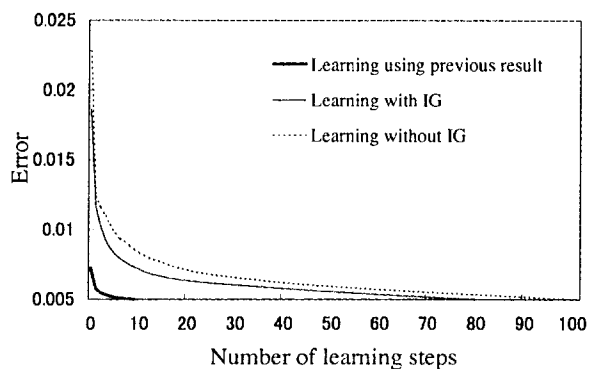 0.025
0.02
0.015
0.01
0.005
Error
Learning using previous result
Learning with IG
Learning without IG
0 10 20 30 40 50 60 70 80 90 100
Number of learning steps